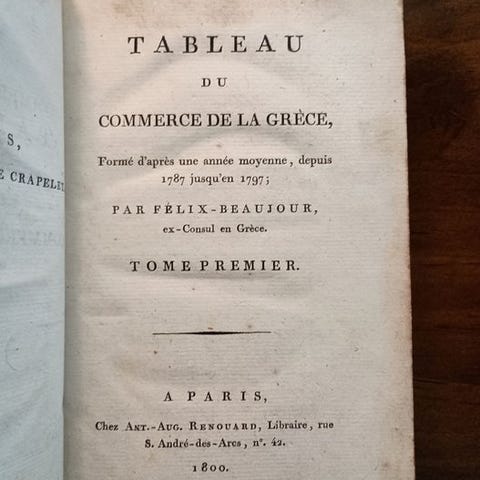 S,
E CRAPELET
TABLEAU
DU
COMMERCE DE LA GRÈCE,
Formé d'après une année moyenne, depuis
1787 jusqu'en 1797;
PAR FÉLIX-BEAUJOUR,
ex-Consul en Grèce.
TOME PREMIER.
A PARIS,
Chez ANT.-AUG. RENOUARD, Libraire, rue
S. André-des-Arcs, n°. 42.
1800.